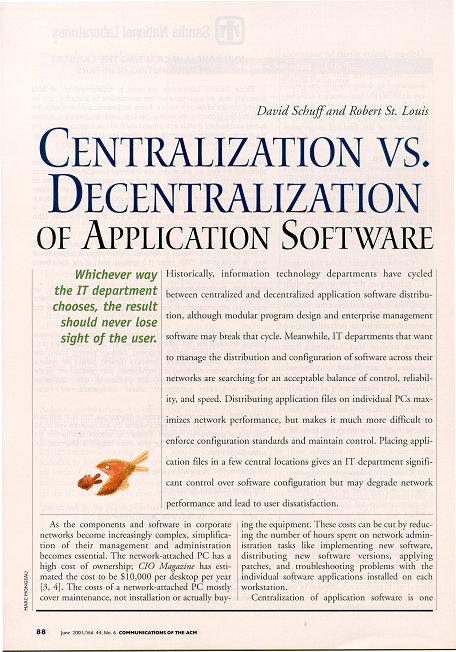 David Schuff and Robert St. Louis
CENTRALIZATION VS.
DECENTRALIZATION
OF APPLICATION SOFTWARE
Whichever way
the IT department
chooses, the result
should never lose
sight of the user.
Historically, information technology departments have cycled
between centralized and decentralized application software distribu-
tion, although modular program design and enterprise management
software may break that cycle. Meanwhile, IT departments that want
to manage the distribution and configuration of software across their
networks are searching for an acceptable balance of control, reliabil-
ity, and speed. Distributing application files on individual PCs max-
imizes network performance, but makes it much more difficult to
enforce configuration standards and maintain control. Placing appli-
cation files in a few central locations gives an IT department signifi-
cant control over software configuration but may degrade network
performance and lead to user dissatisfaction.
As the components and software in corporate
networks become increasingly complex, simplifica-
tion of their management and administration
becomes essential. The network-attached PC has a
high cost of ownership; CIO Magazine has esti-
mated the cost to be $10,000 per desktop per year
[3, 4]. The costs of a network-attached PC mostly
cover maintenance, not installation or actually buy-
ing the equipment. These costs can be cut by reduc-
ing the number of hours spent on network admin-
istration tasks like implementing new software,
distributing new software versions, applying
patches, and troubleshooting problems with the
individual software applications installed on each
workstation.
Centralization of application software is one
MARC MONGEAU
88 June 2001/Vol. 44, No. 6 COMMUNICATIONS OF THE ACM